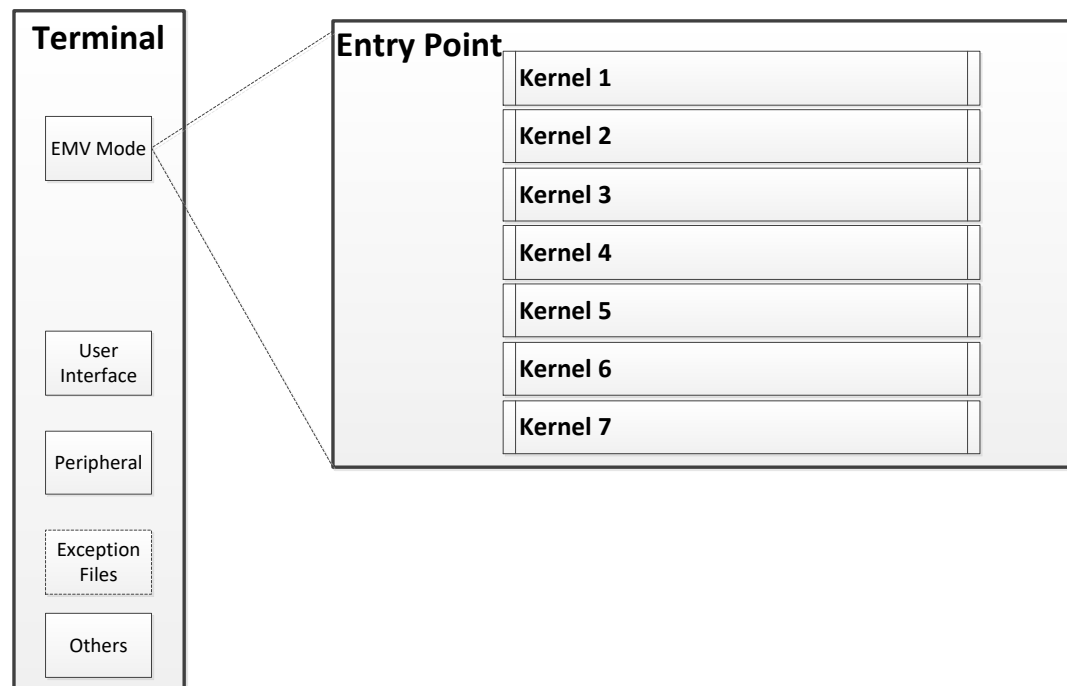 Terminal
EMV Mode
User
Interface
Peripheral
Exception
Files
Others
Entry Point
Kernel 1
Kernel 2
Kernel 3
Kernel 4
Kernel 5
Kernel 6
Kernel 7